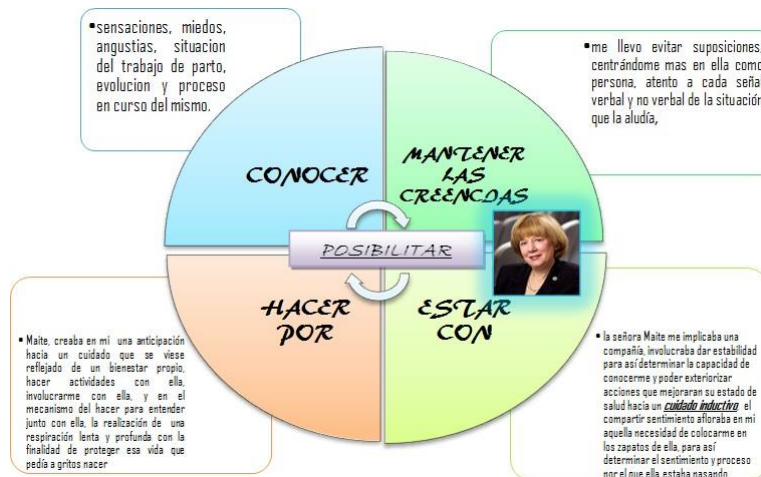 ▪sensaciones, miedos,
angustias, situacion
del trabajo de parto,
evolucion y proceso
en curso del mismo.
▪me llevo evitar suposiciones,
centrándome mas en ella como
persona, atento a cada señal
verbal y no verbal de la situación
que la aludía,
CONOCER
MANTENER
LAS
CREENCIAS
POSIBILITAR
HACER
POR
ESTAR
CON
▪ Maite, creaba en mi una anticipación
hacia un cuidado que se viese
reflejado de un bienestar propio,
hacer actividades con ella,
involucrarme con ella, y en el
mecanismo del hacer para entender
junto con ella, la realización de una
respiración lenta y profunda con la
finalidad de proteger esa vida que
pedía a gritos nacer
▪ la señora Maite me implicaba una
compañía, involucraba dar estabilidad
para así determinar la capacidad de
conocerme y poder exteriorizar
acciones que mejoraran su estado de
salud hacia un cuidado inductivo, el
compartir sentimiento afloraba en mi
aquella necesidad de colocarme en
los zapatos de ella, para así
determinar el sentimiento y proceso
por el que ella estaba pasando